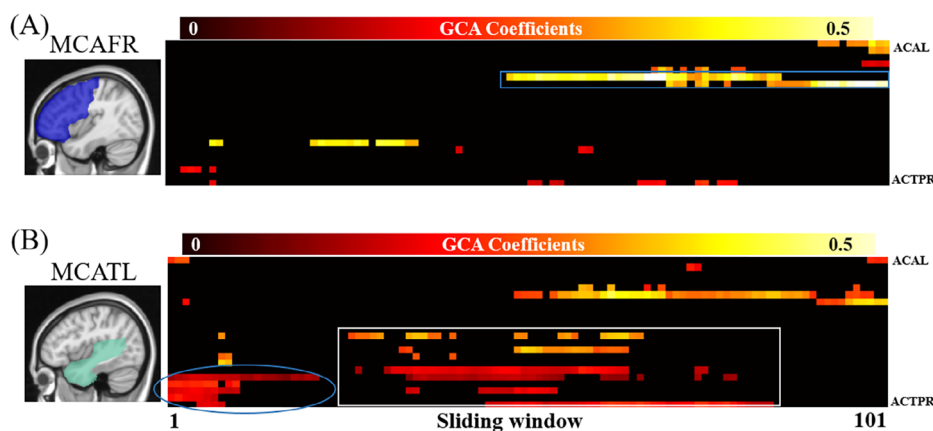 (A)
MCAFR
0 GCA Coefficients 0.5
ACAL
ACTPR
(B)
MCATL
0 GCA Coefficients 0.5
ACAL
ACTPR
1 Sliding window 101